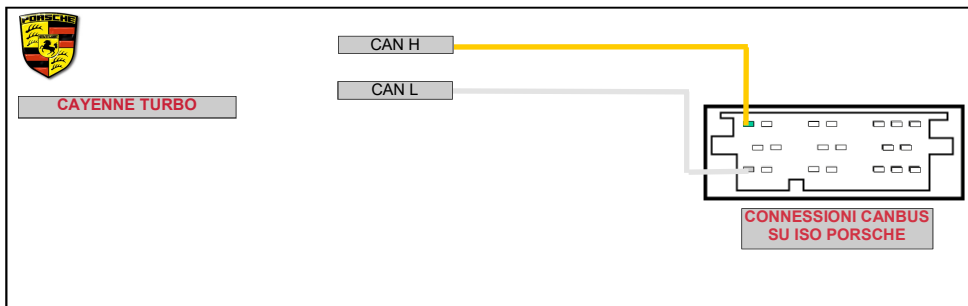 PORSCHE
CAN H
CAN L
CAYENNE TURBO
CONNESSIONI CANBUS
SU ISO PORSCHE